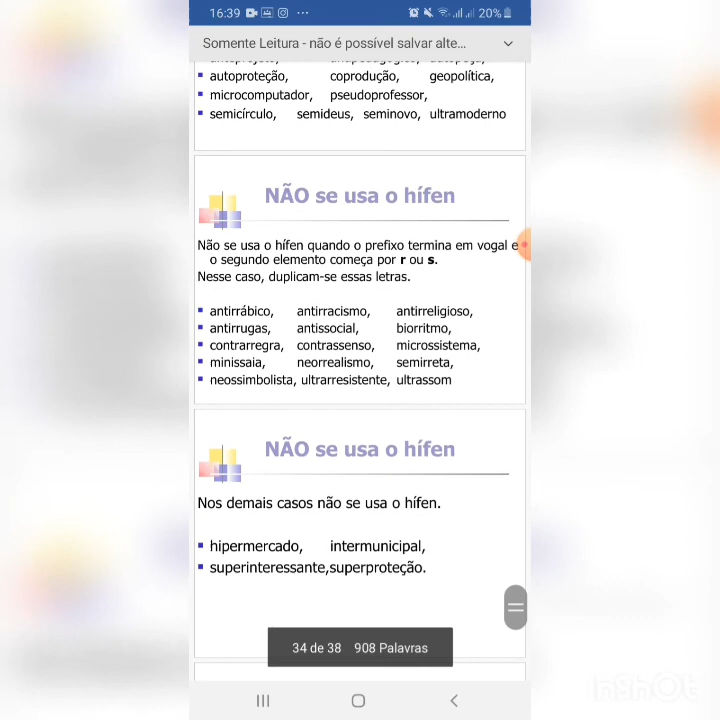 16:39 20%
Somente Leitura - não é possível salvar alte...
autoproteção, coprodução, geopolítica,
microcomputador, pseudoprofessor,
semicírculo, semideus, seminovo, ultramoderno
NÃO se usa o hífen
Não se usa o hífen quando o prefixo termina em vogal e
o segundo elemento começa por r ou s.
Nesse caso, duplicam-se essas letras.
antirrábico, antirracismo, antirreligioso,
antirrugas, antissocial, biorritmo,
contrarregra, contrassenso, microssistema,
minissaia, neorrealismo, semirreta,
neossimbolista, ultrarresistente, ultrassom
NÃO se usa o hífen
Nos demais casos não se usa o hífen.
hipermercado, intermunicipal,
superinteressante,superproteção.
34 de 38 908 Palavras
InShOt